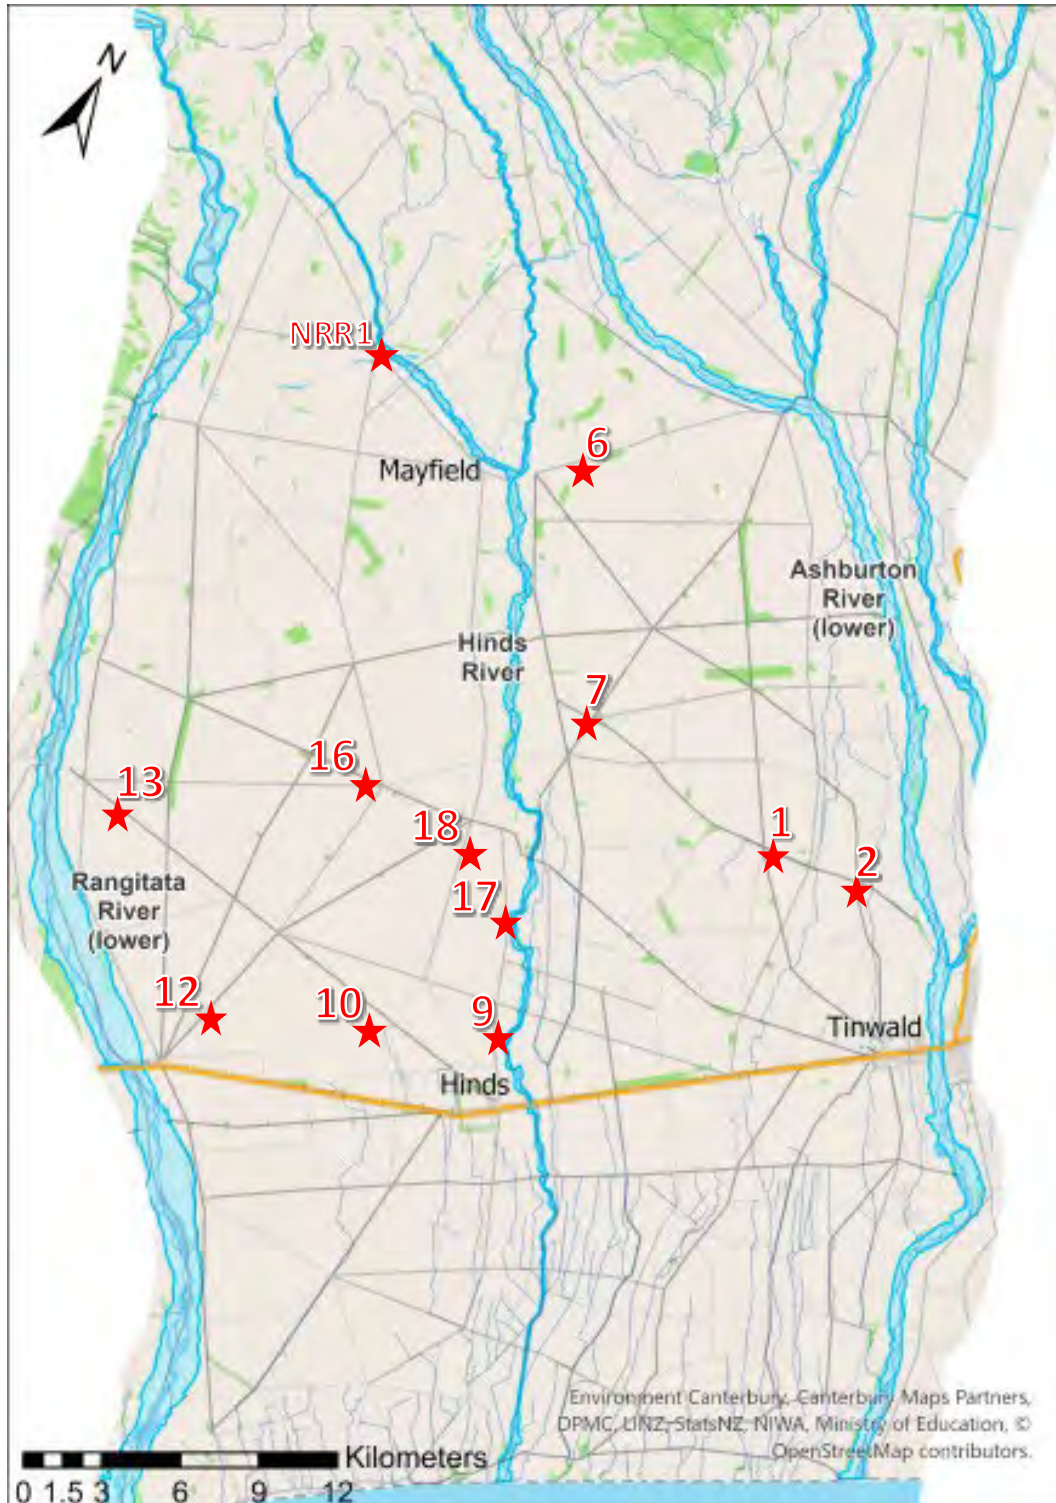 N
NRR1
6
Mayfield
Ashburton
River
(lower)
Hinds
River
7
16
13
18
1
2
17
Rangitata
River
(lower)
12
10
9
Tinwald
Hinds
Environment Canterbury, Canterbury Maps Partners,
DPMC, LINZ, StatsNZ, NIWA, Ministry of Education, ©
OpenStreetMap contributors.
Kilometers
0 1.5 3 6 9 12